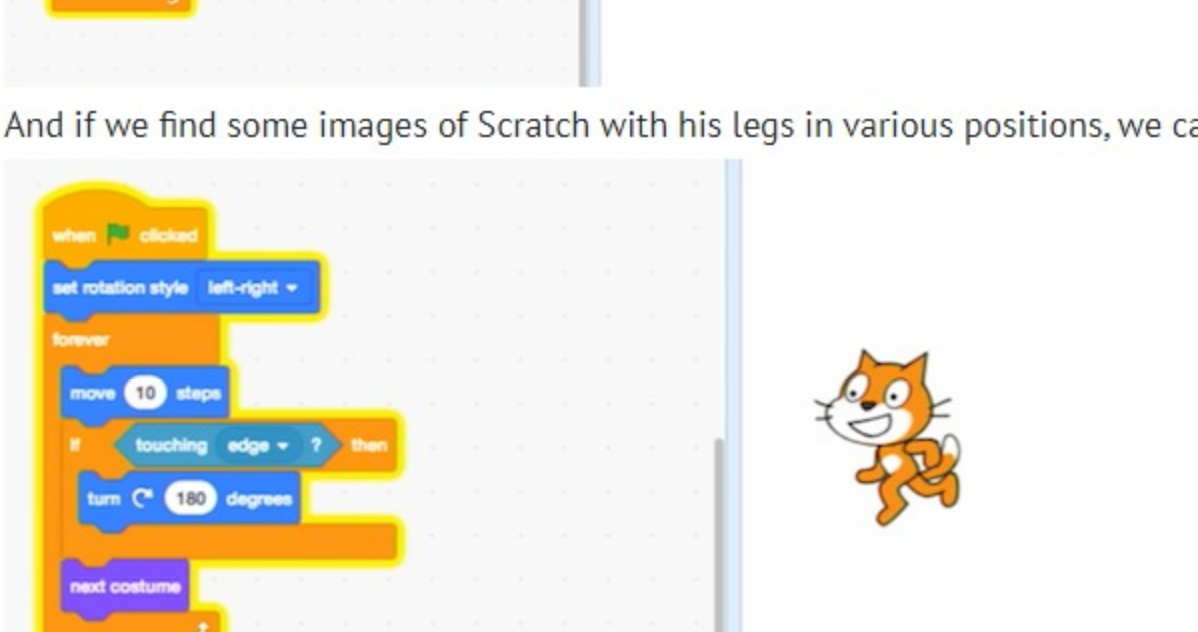 And if we find some images of Scratch with his legs in various positions, we ca
when clicked
set rotation style left-right
forever
move 10 steps
if touching edge ? then
turn 180 degrees
next costume